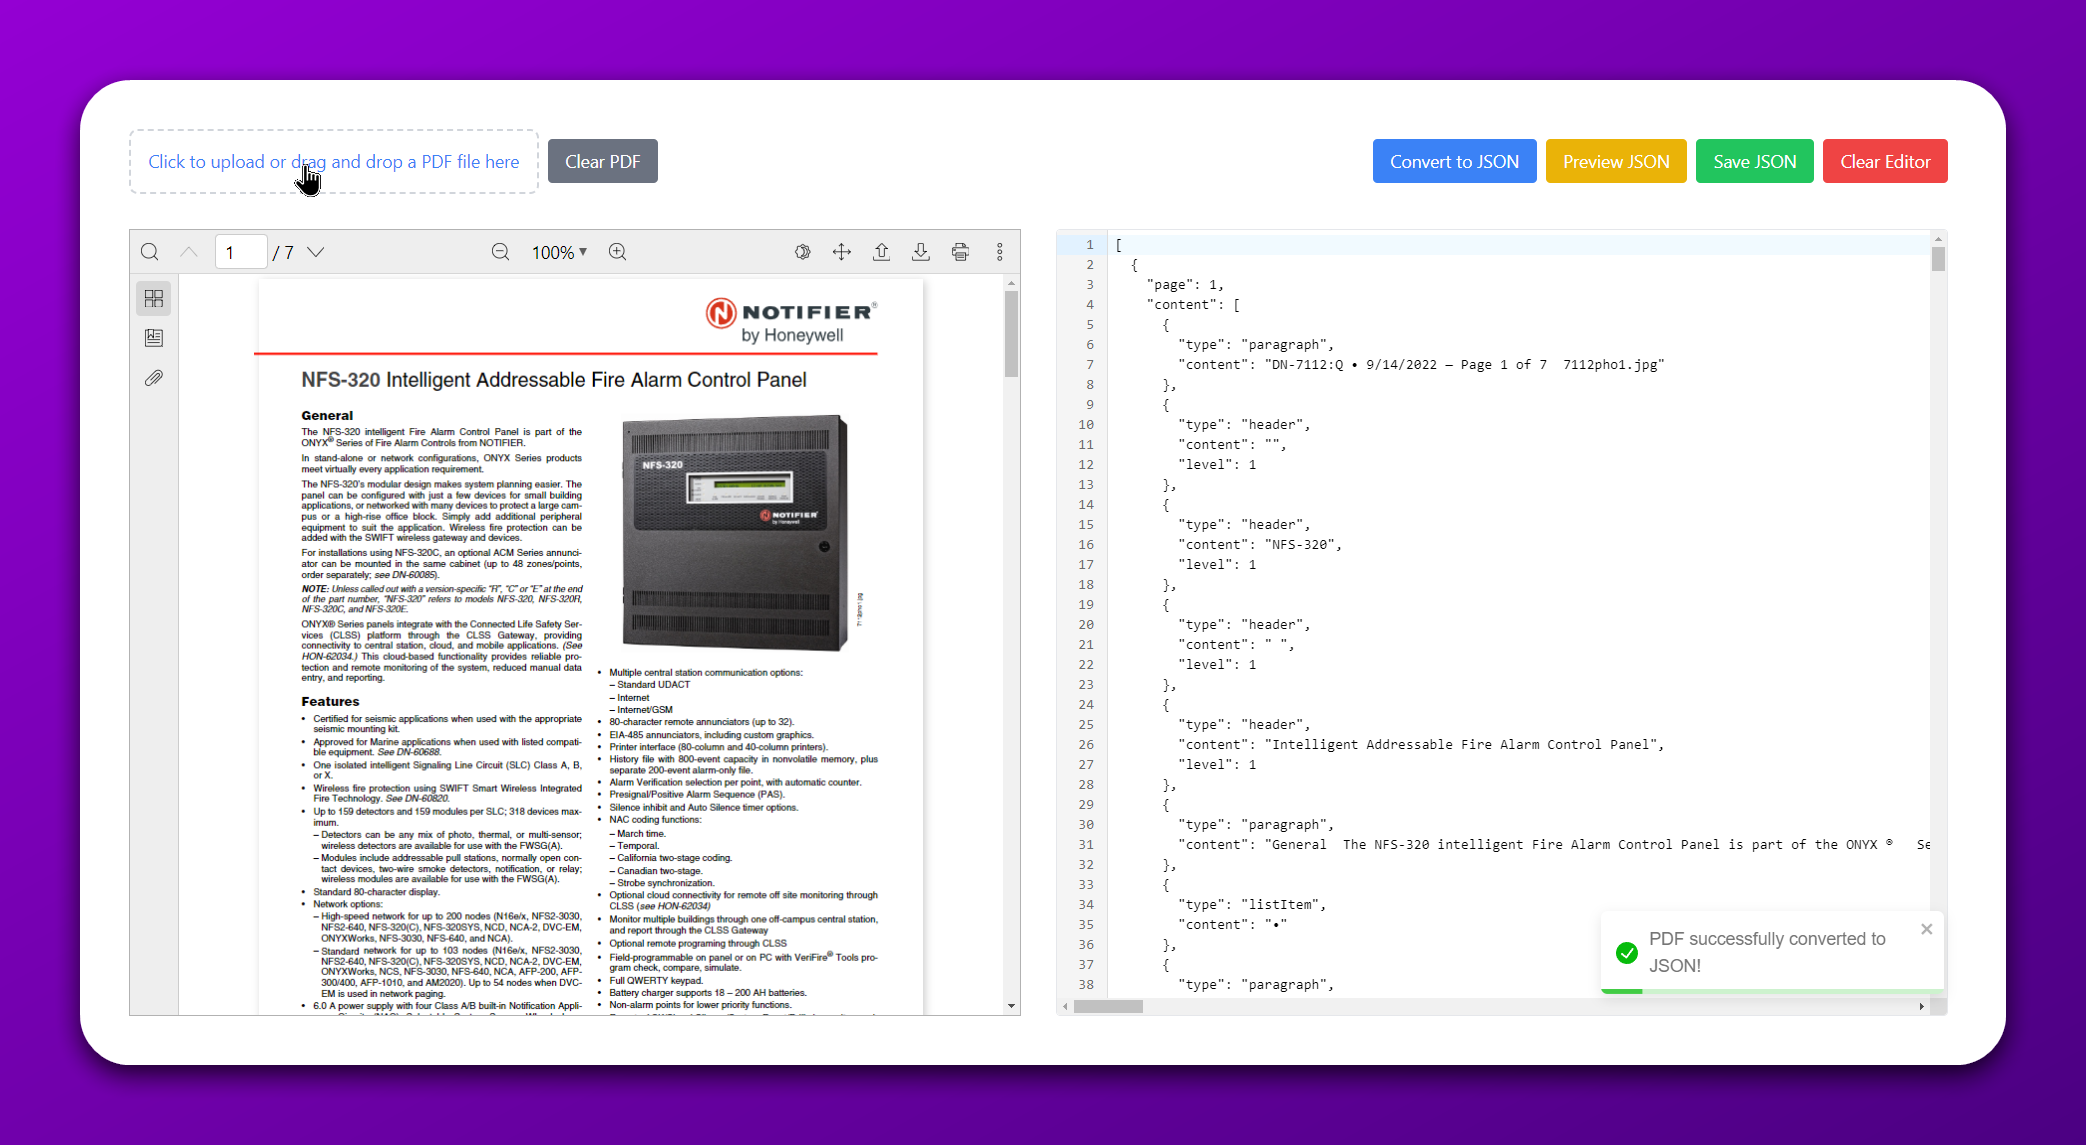 Click to upload or drag and drop a PDF file here
Clear PDF
Convert to JSON
Preview JSON
Save JSON
Clear Editor
1 / 7
100%
NOTIFIER®
by Honeywell
NFS-320 Intelligent Addressable Fire Alarm Control Panel
General
The NFS-320 intelligent Fire Alarm Control Panel is part of the
ONYX® Series of Fire Alarm Controls from NOTIFIER.
In stand-alone or network configurations, ONYX Series products
meet virtually every application requirement.
The NFS-320's modular design makes system planning easier. The
panel can be configured with just a few devices for small building
applications, or networked with many devices to protect a large cam-
pus or a high-rise office block. Simply add additional peripheral
equipment to suit the application. Wireless fire protection can be
added with the SWIFT wireless gateway and devices.
For installations using NFS-320C, an optional ACM Series annunci-
ator can be mounted in the same cabinet (up to 48 zones/points,
order separately; see DN-60085).
NOTE: Unless called out with a version-specific "R", "C" or "E" at the end
of the part number, "NFS-320" refers to models NFS-320, NFS-320R,
NFS-320C, and NFS-320E.
ONYX® Series panels integrate with the Connected Life Safety Ser-
vices (CLSS) platform through the CLSS Gateway, providing
connectivity to central station, cloud, and mobile applications. (See
HON-62034.) This cloud-based functionality provides reliable pro-
tection and remote monitoring of the system, reduced manual data
entry, and reporting.
Features
• Certified for seismic applications when used with the appropriate
seismic mounting kit.
• Approved for Marine applications when used with listed compati-
ble equipment. See DN-60688.
• One isolated intelligent Signaling Line Circuit (SLC) Class A, B,
or X.
• Wireless fire protection using SWIFT Smart Wireless Integrated
Fire Technology. See DN-60820.
• Up to 159 detectors and 159 modules per SLC; 318 devices max-
imum.
– Detectors can be any mix of photo, thermal, or multi-sensor;
wireless detectors are available for use with the FWSG(A).
– Modules include addressable pull stations, normally open con-
tact devices, two-wire smoke detectors, notification, or relay;
wireless modules are available for use with the FWSG(A).
• Standard 80-character display.
• Network options:
– High-speed network for up to 200 nodes (N16e/x, NFS2-3030,
NFS2-640, NFS-320(C), NFS-320SYS, NCD, NCA-2, DVC-EM,
ONYXWorks, NFS-3030, NFS-640, and NCA).
– Standard network for up to 103 nodes (N16e/x, NFS2-3030,
NFS2-640, NFS-320(C), NFS-320SYS, NCD, NCA-2, DVC-EM,
ONYXWorks, NCS, NFS-3030, NFS-640, NCA, AFP-200, AFP-
300/400, AFP-1010, and AM2020). Up to 54 nodes when DVC-
EM is used in network paging.
• 6.0 A power supply with four Class A/B built-in Notification Appli-
NFS-320
NOTIFIER
by Honeywell
7112pho1.jpg
• Multiple central station communication options:
– Standard UDACT
– Internet
– Internet/GSM
• 80-character remote annunciators (up to 32).
• EIA-485 annunciators, including custom graphics.
• Printer interface (80-column and 40-column printers).
• History file with 800-event capacity in nonvolatile memory, plus
separate 200-event alarm-only file.
• Alarm Verification selection per point, with automatic counter.
• Presignal/Positive Alarm Sequence (PAS).
• Silence inhibit and Auto Silence timer options.
• NAC coding functions:
– March time.
– Temporal.
– California two-stage coding.
– Canadian two-stage.
– Strobe synchronization.
• Optional cloud connectivity for remote off site monitoring through
CLSS (see HON-62034)
• Monitor multiple buildings through one off-campus central station,
and report through the CLSS Gateway
• Optional remote programing through CLSS
• Field-programmable on panel or on PC with VeriFire® Tools pro-
gram check, compare, simulate.
• Full QWERTY keypad.
• Battery charger supports 18 – 200 AH batteries.
• Non-alarm points for lower priority functions.
1 [
2 {
3 "page": 1,
4 "content": [
5 {
6 "type": "paragraph",
7 "content": "DN-7112:Q • 9/14/2022 — Page 1 of 7  7112pho1.jpg"
8 },
9 {
10 "type": "header",
11 "content": "",
12 "level": 1
13 },
14 {
15 "type": "header",
16 "content": "NFS-320",
17 "level": 1
18 },
19 {
20 "type": "header",
21 "content": " ",
22 "level": 1
23 },
24 {
25 "type": "header",
26 "content": "Intelligent Addressable Fire Alarm Control Panel",
27 "level": 1
28 },
29 {
30 "type": "paragraph",
31 "content": "General  The NFS-320 intelligent Fire Alarm Control Panel is part of the ONYX ®  Se
32 },
33 {
34 "type": "listItem",
35 "content": "•"
36 },
37 {
38 "type": "paragraph",
PDF successfully converted to
JSON!